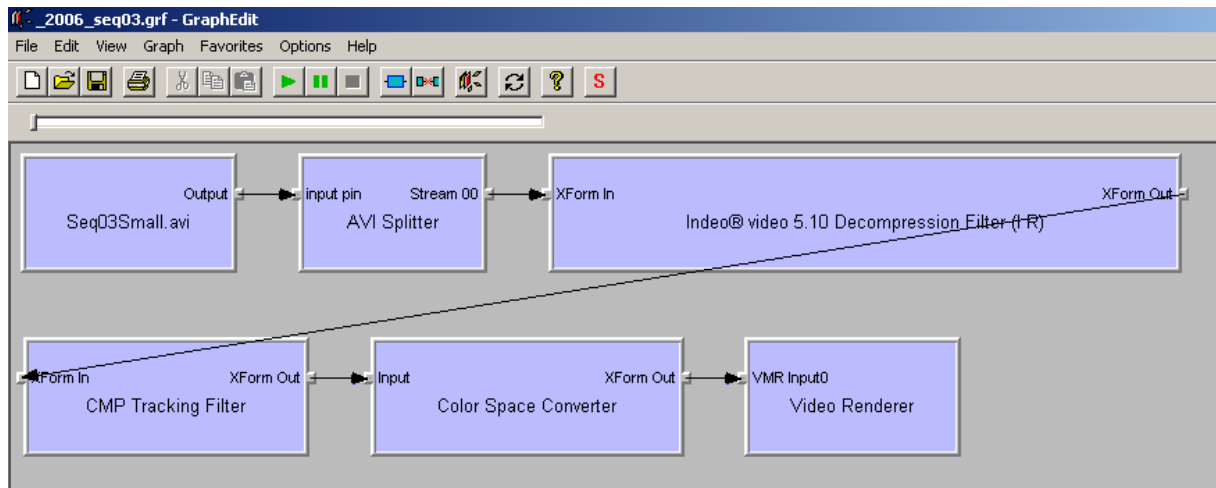 _2006_seq03.grf - GraphEdit
File Edit View Graph Favorites Options Help
S
Output
Seq03Small.avi
input pin Stream 00
AVI Splitter
XForm In XForm Out
Indeo® video 5.10 Decompression Filter (I R)
XForm In XForm Out
CMP Tracking Filter
Input XForm Out
Color Space Converter
VMR Input0
Video Renderer